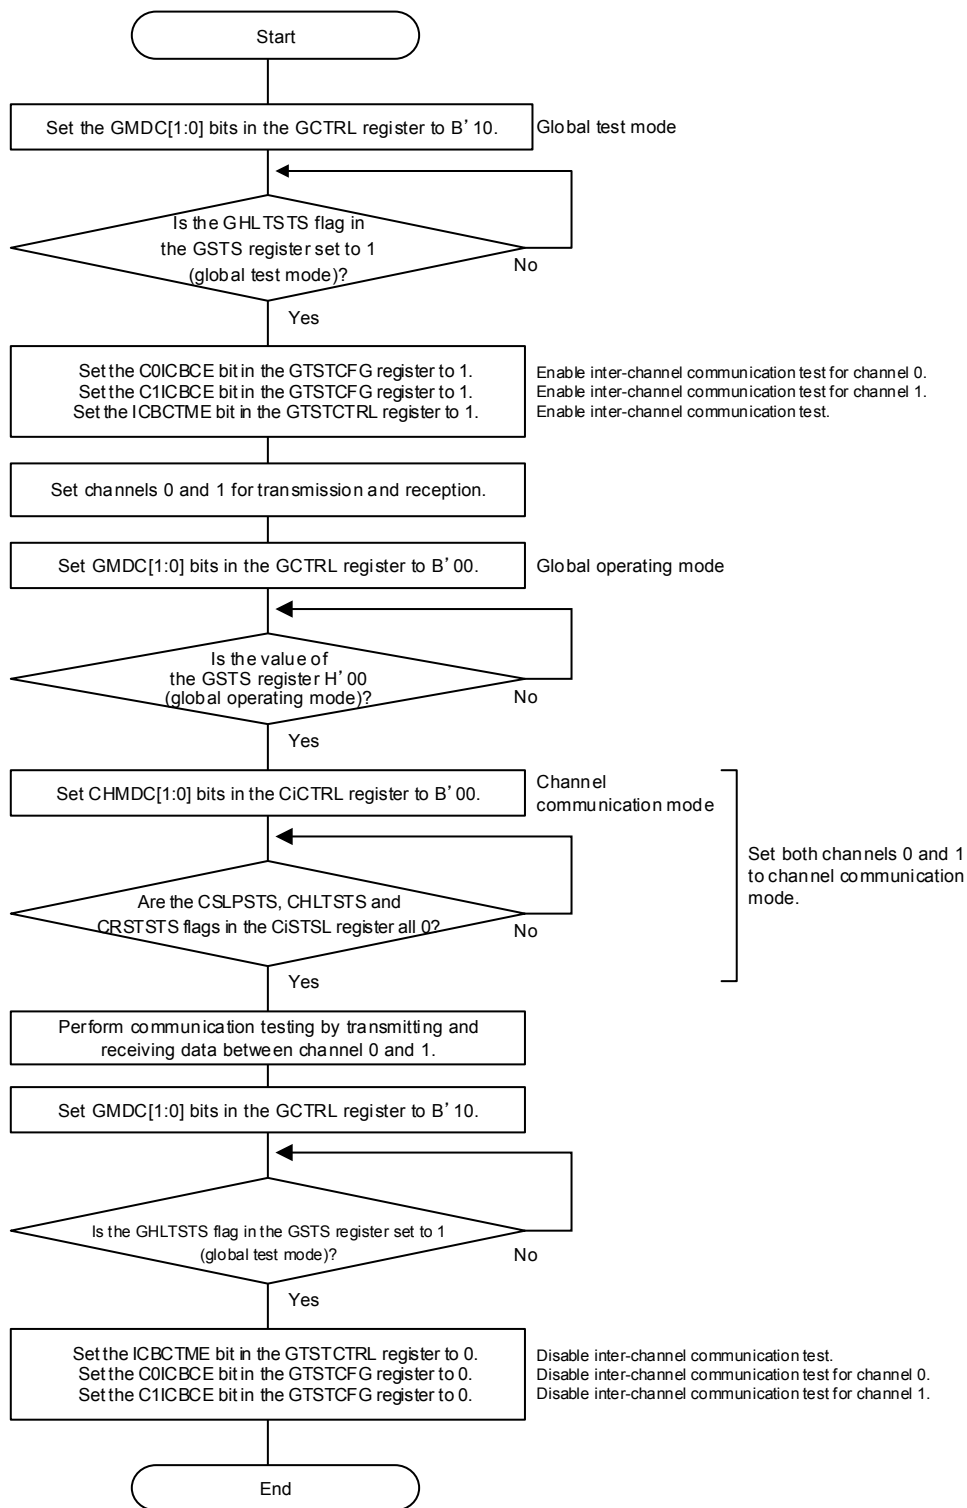 Start
Set the GMDC[1:0] bits in the GCTRL register to B’10.
Global test mode
Is the GHLTSTS flag in
the GSTS register set to 1
(global test mode)?
No
Yes
Set the C0ICBCE bit in the GTSTCFG register to 1.
Set the C1ICBCE bit in the GTSTCFG register to 1.
Set the ICBCTME bit in the GTSTCTRL register to 1.
Enable inter-channel communication test for channel 0.
Enable inter-channel communication test for channel 1.
Enable inter-channel communication test.
Set channels 0 and 1 for transmission and reception.
Set GMDC[1:0] bits in the GCTRL register to B’00.
Global operating mode
Is the value of
the GSTS register H’00
(global operating mode)?
No
Yes
Set CHMDC[1:0] bits in the CiCTRL register to B’00.
Channel
communication mode
Are the CSLPSTS, CHLTSTS and
CRSTSTS flags in the CiSTSL register all 0?
No
Yes
Set both channels 0 and 1
to channel communication
mode.
Perform communication testing by transmitting and
receiving data between channel 0 and 1.
Set GMDC[1:0] bits in the GCTRL register to B’10.
Is the GHLTSTS flag in the GSTS register set to 1
(global test mode)?
No
Yes
Set the ICBCTME bit in the GTSTCTRL register to 0.
Set the C0ICBCE bit in the GTSTCFG register to 0.
Set the C1ICBCE bit in the GTSTCFG register to 0.
Disable inter-channel communication test.
Disable inter-channel communication test for channel 0.
Disable inter-channel communication test for channel 1.
End